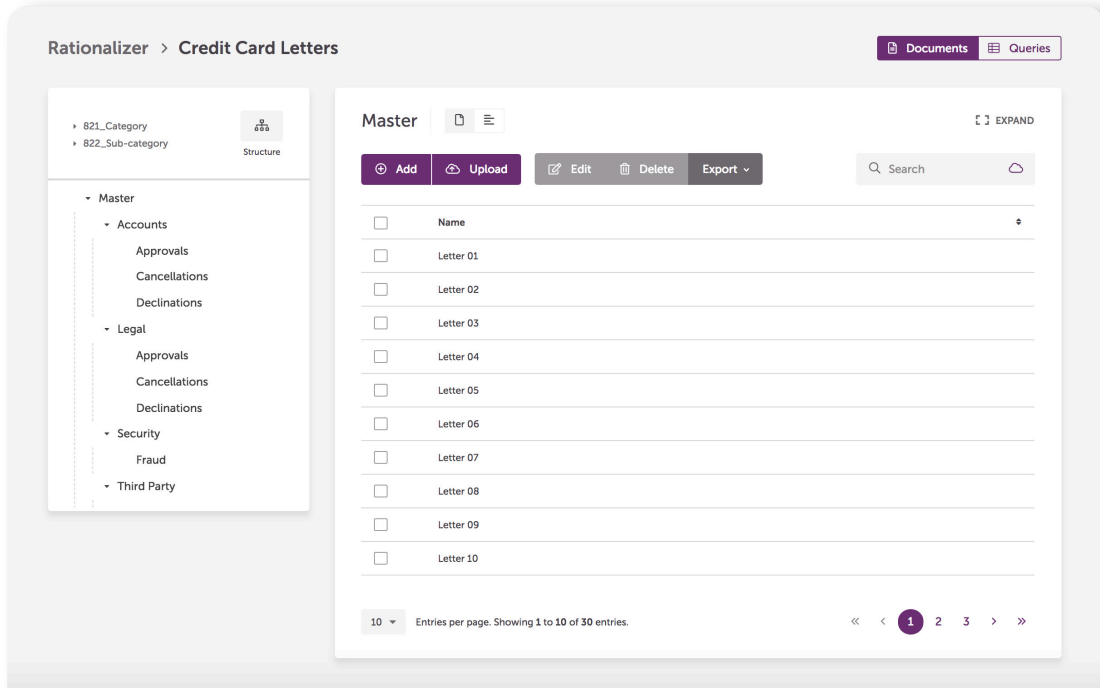 Rationalizer > Credit Card Letters
Documents
Queries
821_Category
822_Sub-category
Structure
Master
Accounts
Approvals
Cancellations
Declinations
Legal
Approvals
Cancellations
Declinations
Security
Fraud
Third Party
Master
EXPAND
Add
Upload
Edit
Delete
Export
Search
Name
Letter 01
Letter 02
Letter 03
Letter 04
Letter 05
Letter 06
Letter 07
Letter 08
Letter 09
Letter 10
10 Entries per page. Showing 1 to 10 of 30 entries.
« < 1 2 3 > »